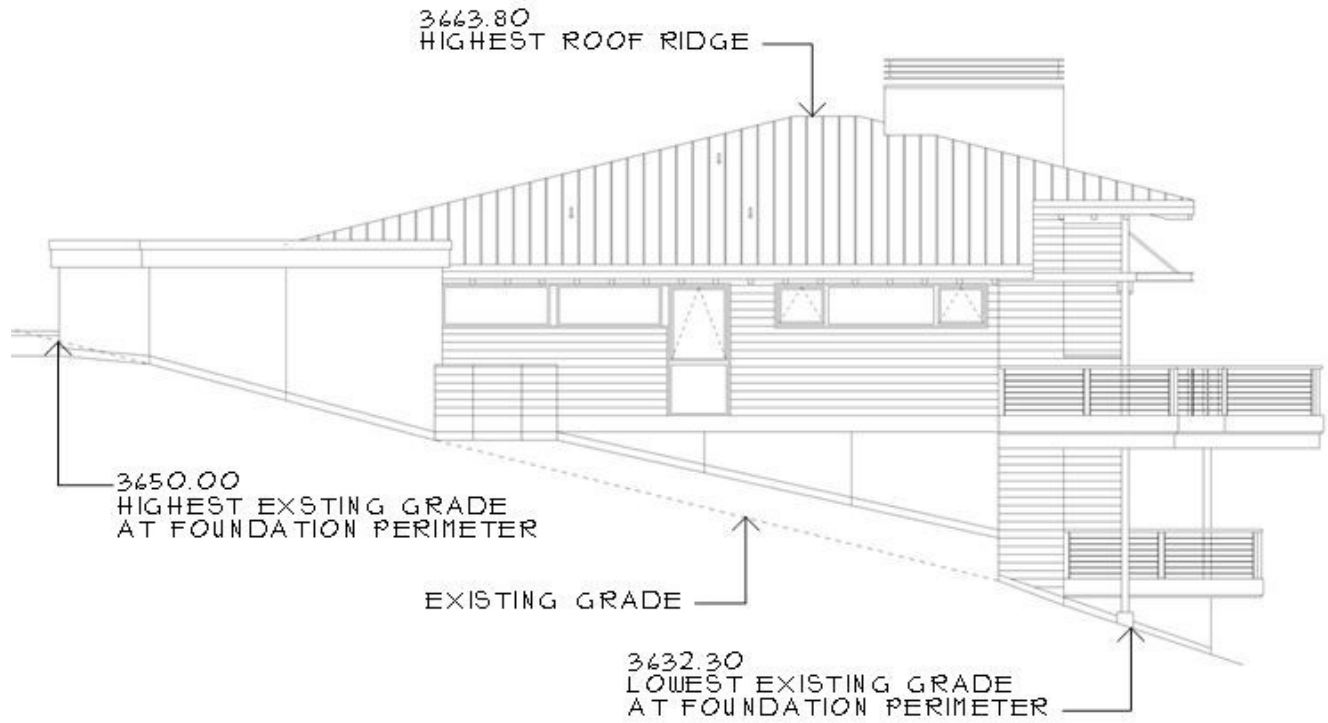 3663.80
HIGHEST ROOF RIDGE
3650.00
HIGHEST EXSTING GRADE
AT FOUNDATION PERIMETER
EXISTING GRADE
3632.30
LOWEST EXISTING GRADE
AT FOUNDATION PERIMETER